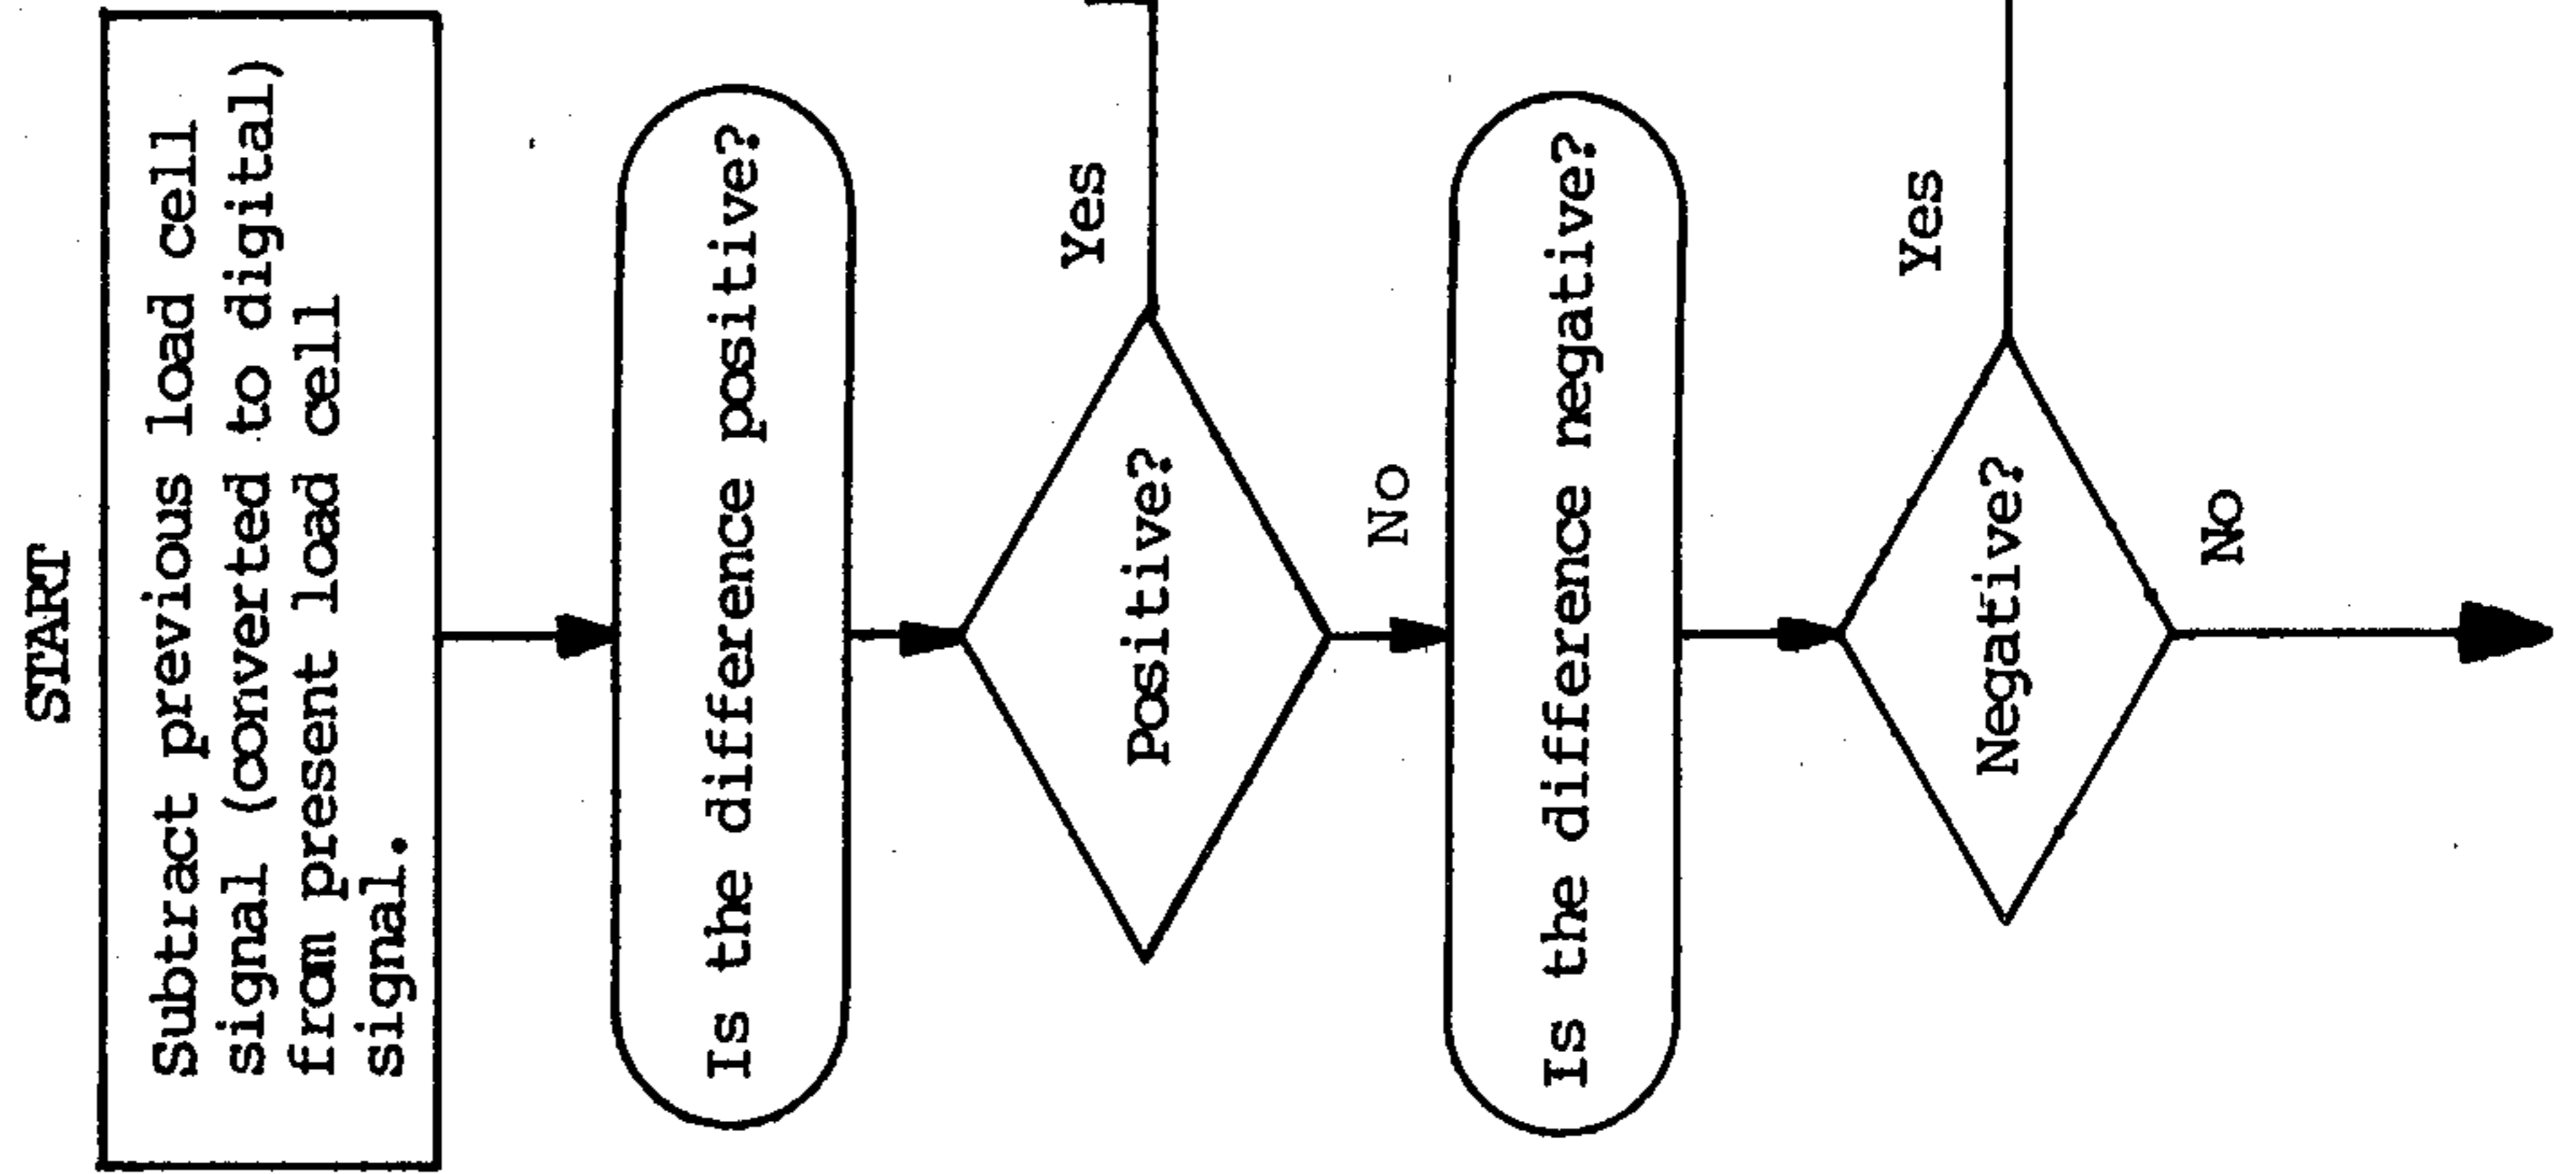 START
Subtract previous load cell
signal (converted to digital)
from present load cell
signal.
Is the difference positive?
Positive?
Yes
No
Is the difference negative?
Negative?
Yes
No